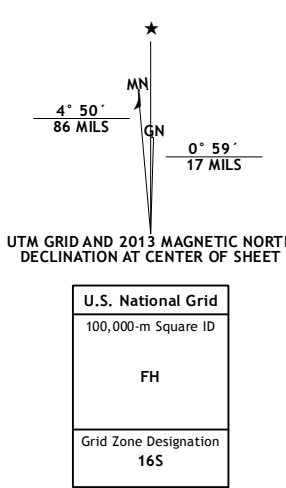 MN
GN
4° 50´
86 MILS
0° 59´
17 MILS
UTM GRID AND 2013 MAGNETIC NORT
DECLINATION AT CENTER OF SHEET
U.S. National Grid
100,000-m Square ID
FH
Grid Zone Designation
16S